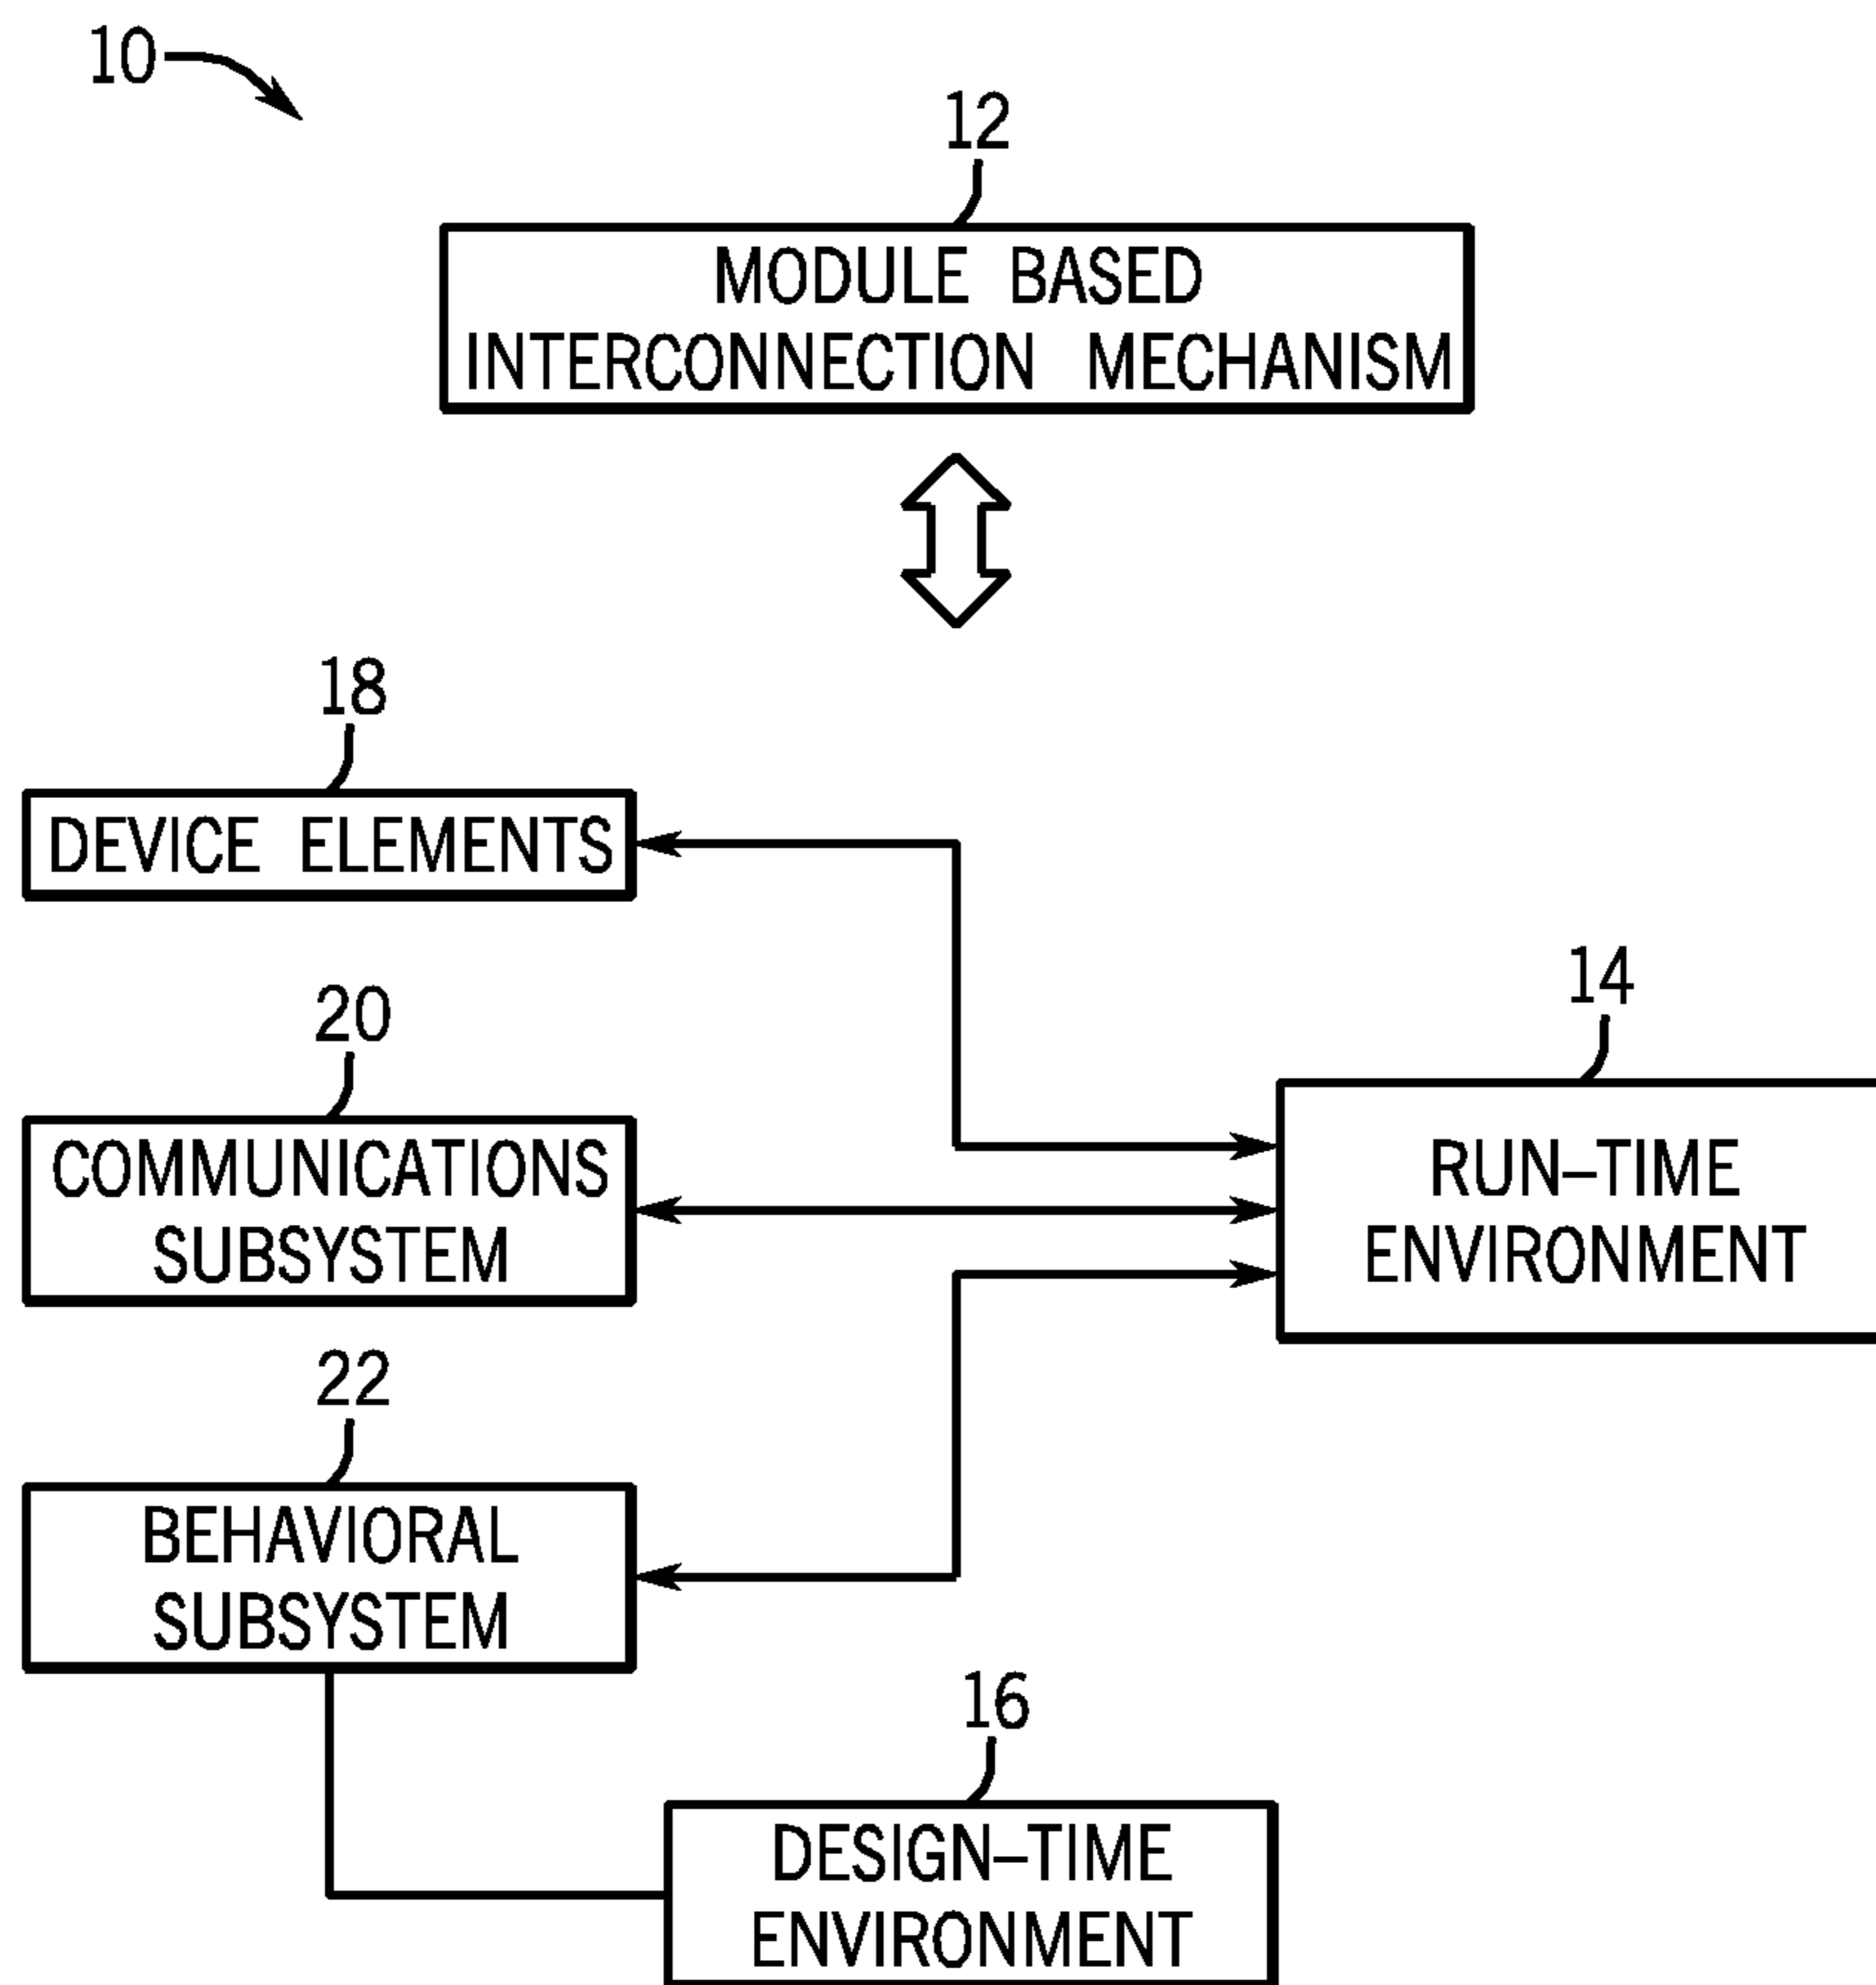 10
12
MODULE BASED
INTERCONNECTION MECHANISM
18
DEVICE ELEMENTS
20
COMMUNICATIONS
SUBSYSTEM
14
RUN-TIME
ENVIRONMENT
22
BEHAVIORAL
SUBSYSTEM
16
DESIGN-TIME
ENVIRONMENT